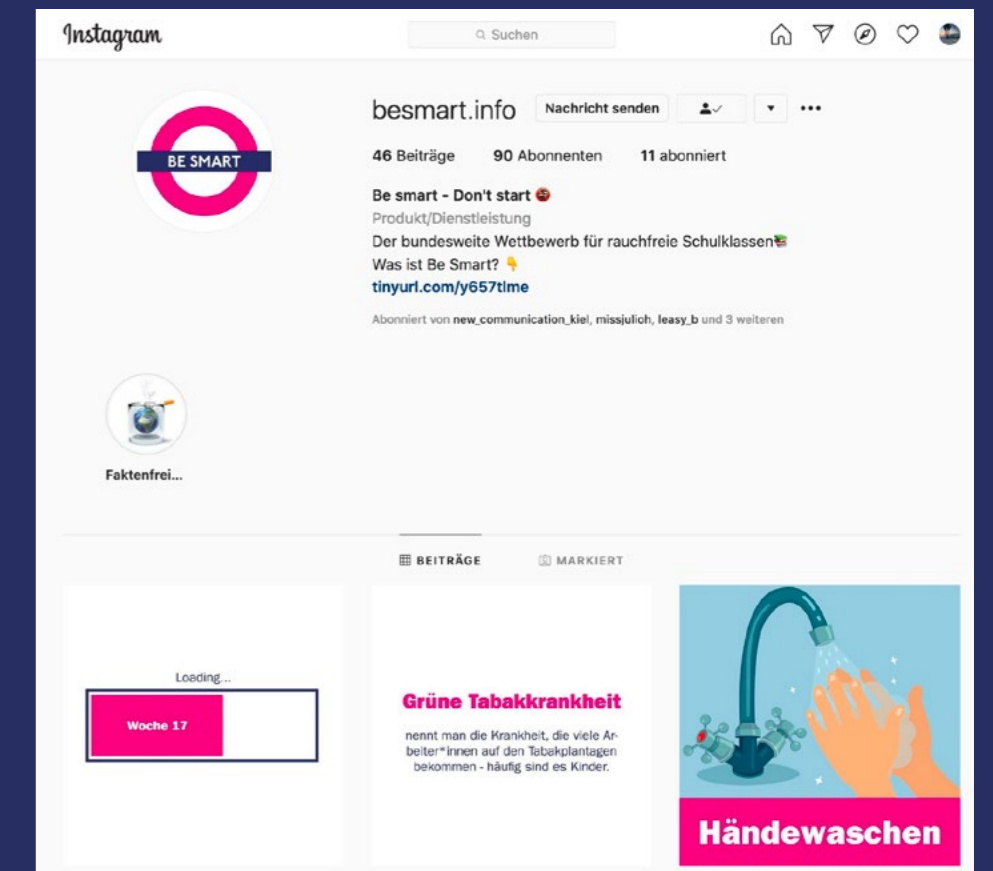 Instagram
Suchen
BE SMART
besmart.info Nachricht senden
46 Beiträge 90 Abonnenten 11 abonniert
Be smart - Don't start
Produkt/Dienstleistung
Der bundesweite Wettbewerb für rauchfreie Schulklassen
Was ist Be Smart?
tinyurl.com/y657tlme
Abonniert von new_communication_kiel, missjulioh, leasy_b und 3 weiteren
Faktenfrei...
BEITRÄGE MARKIERT
Loading...
Woche 17
Grüne Tabakkrankheit
nennt man die Krankheit, die viele Ar-
beiter*innen auf den Tabakplantagen
bekommen - häufig sind es Kinder.
Händewaschen